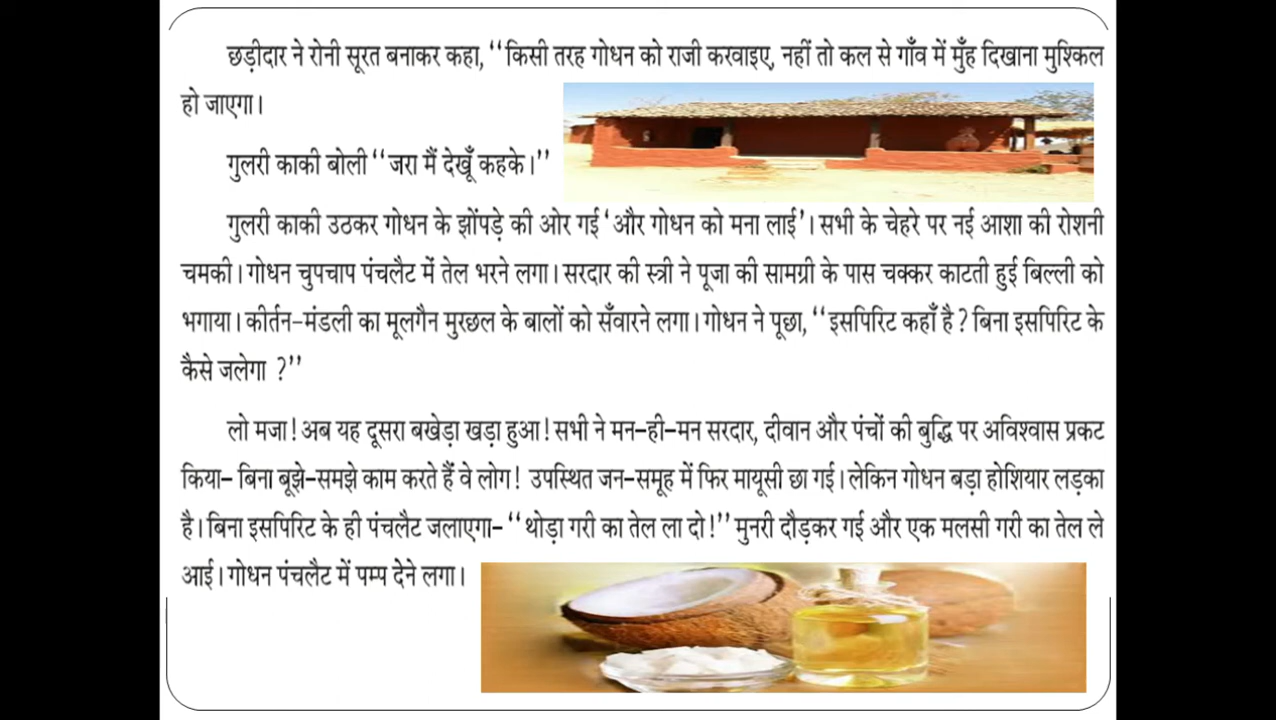 छड़ीदार ने रोनी सूरत बनाकर कहा, ‘‘किसी तरह गोधन को राजी करवाइए, नहीं तो कल से गाँव में मुँह दिखाना मुश्किल
हो जाएगा।
गुलरी काकी बोली ‘‘जरा मैं देखूँ कहके।’’
गुलरी काकी उठकर गोधन के झोंपड़े की ओर गई ‘और गोधन को मना लाई’। सभी के चेहरे पर नई आशा की रोशनी
चमकी। गोधन चुपचाप पंचलैट में तेल भरने लगा। सरदार की स्त्री ने पूजा की सामग्री के पास चक्कर काटती हुई बिल्ली को
भगाया। कीर्तन-मंडली का मूलगैन मुरछल के बालों को सँवारने लगा। गोधन ने पूछा, ‘‘इसपिरिट कहाँ है? बिना इसपिरिट के
कैसे जलेगा ?’’
लो मजा! अब यह दूसरा बखेड़ा खड़ा हुआ! सभी ने मन-ही-मन सरदार, दीवान और पंचों की बुद्धि पर अविश्वास प्रकट
किया- बिना बूझे-समझे काम करते हैं वे लोग! उपस्थित जन-समूह में फिर मायूसी छा गई। लेकिन गोधन बड़ा होशियार लड़का
है। बिना इसपिरिट के ही पंचलैट जलाएगा- ‘‘थोड़ा गरी का तेल ला दो!’’ मुनरी दौड़कर गई और एक मलसी गरी का तेल ले
आई। गोधन पंचलैट में पम्प देने लगा।